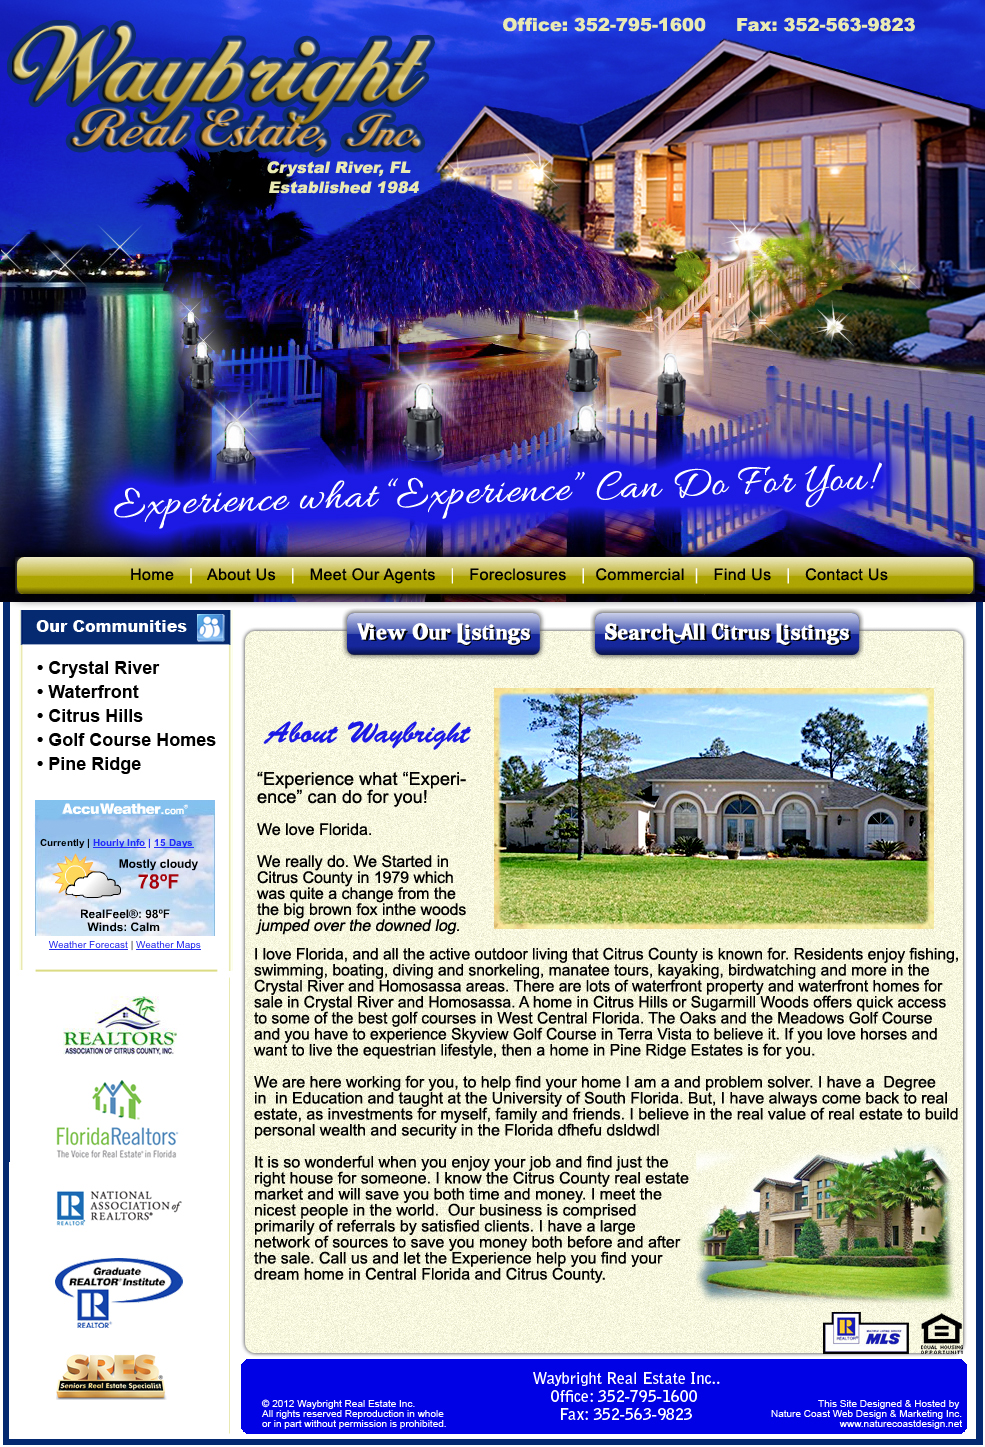 Office: 352-795-1600 Fax: 352-563-9823
Waybright
Real Estate, Inc.
Crystal River, FL
Established 1984
Experience what “Experience” Can Do For You!
Home | About Us | Meet Our Agents | Foreclosures | Commercial | Find Us | Contact Us
Our Communities
• Crystal River
• Waterfront
• Citrus Hills
• Golf Course Homes
• Pine Ridge
AccuWeather.com®
Currently | Hourly Info | 15 Days
Mostly cloudy
78ºF
RealFeel®: 98ºF
Winds: Calm
Weather Forecast | Weather Maps
REALTORS®
ASSOCIATION OF CITRUS COUNTY, INC.
FloridaRealtors®
The Voice for Real Estate® in Florida
R
REALTOR®
NATIONAL
ASSOCIATION of
REALTORS®
Graduate
REALTOR® Institute
R
REALTOR®
SRES®
Seniors Real Estate Specialist
View Our Listings
Search All Citrus Listings
About Waybright
“Experience what “Experi-
ence” can do for you!
We love Florida.
We really do. We Started in
Citrus County in 1979 which
was quite a change from the
the big brown fox inthe woods
jumped over the downed log.
I love Florida, and all the active outdoor living that Citrus County is known for. Residents enjoy fishing,
swimming, boating, diving and snorkeling, manatee tours, kayaking, birdwatching and more in the
Crystal River and Homosassa areas. There are lots of waterfront property and waterfront homes for
sale in Crystal River and Homosassa. A home in Citrus Hills or Sugarmill Woods offers quick access
to some of the best golf courses in West Central Florida. The Oaks and the Meadows Golf Course
and you have to experience Skyview Golf Course in Terra Vista to believe it. If you love horses and
want to live the equestrian lifestyle, then a home in Pine Ridge Estates is for you.
We are here working for you, to help find your home I am a and problem solver. I have a Degree
in in Education and taught at the University of South Florida. But, I have always come back to real
estate, as investments for myself, family and friends. I believe in the real value of real estate to build
personal wealth and security in the Florida dfhefu dsldwdl
It is so wonderful when you enjoy your job and find just the
right house for someone. I know the Citrus County real estate
market and will save you both time and money. I meet the
nicest people in the world. Our business is comprised
primarily of referrals by satisfied clients. I have a large
network of sources to save you money both before and after
the sale. Call us and let the Experience help you find your
dream home in Central Florida and Citrus County.
R
REALTOR®
MULTIPLE LISTING SERVICE
MLS
EQUAL HOUSING
OPPORTUNITY
Waybright Real Estate Inc..
Office: 352-795-1600
Fax: 352-563-9823
© 2012 Waybright Real Estate Inc.
All rights reserved Reproduction in whole
or in part without permission is prohibited.
This Site Designed & Hosted by
Nature Coast Web Design & Marketing Inc.
www.naturecoastdesign.net